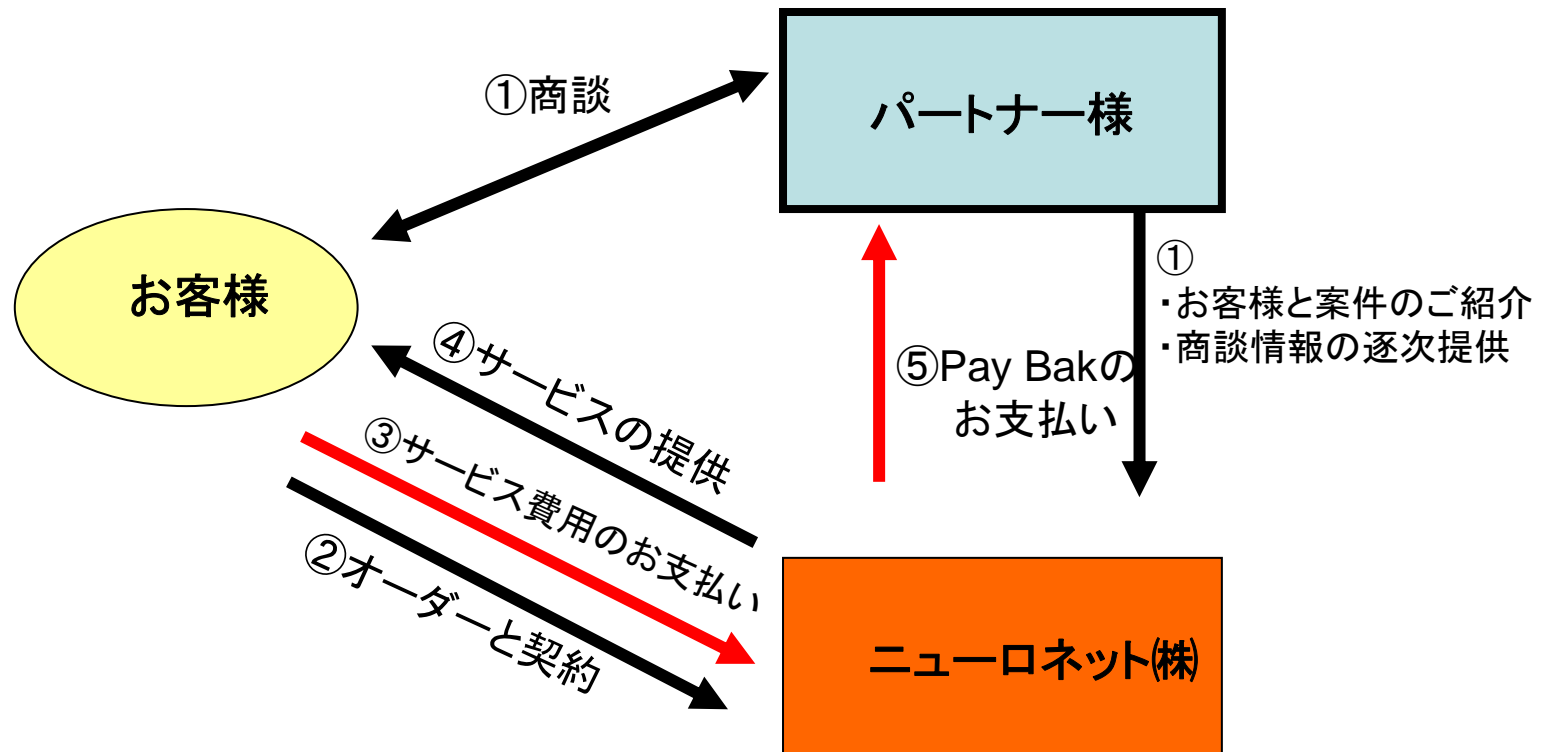 ①商談
パートナー様
お客様
①
・お客様と案件のご紹介
・商談情報の逐次提供
⑤Pay Bakの
お支払い
④サービスの提供
③サービス費用のお支払い
②オーダーと契約
ニューロネット㈱